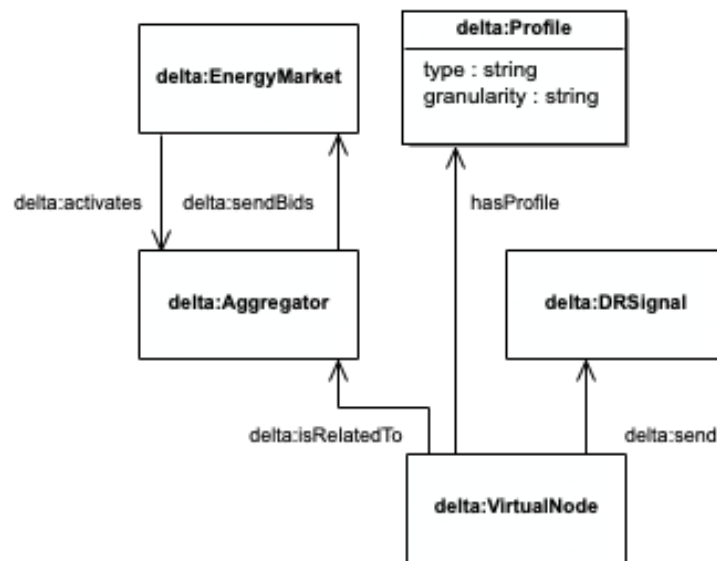 delta:Profile
delta:EnergyMarket
type : string
granularity : string
delta:activates
delta:sendBids
hasProfile
delta:Aggregator
delta:DRSignal
delta:isRelatedTo
delta:send
delta:VirtualNode